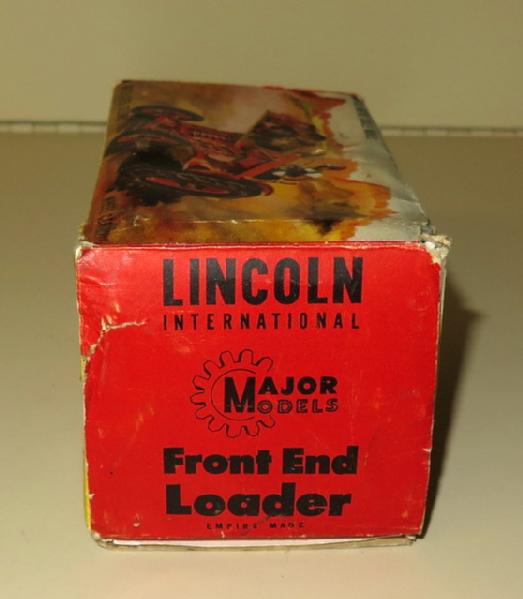 LINCOLN
INTERNATIONAL
MAJOR
MODELS
Front End
Loader
EMPIRE MADE